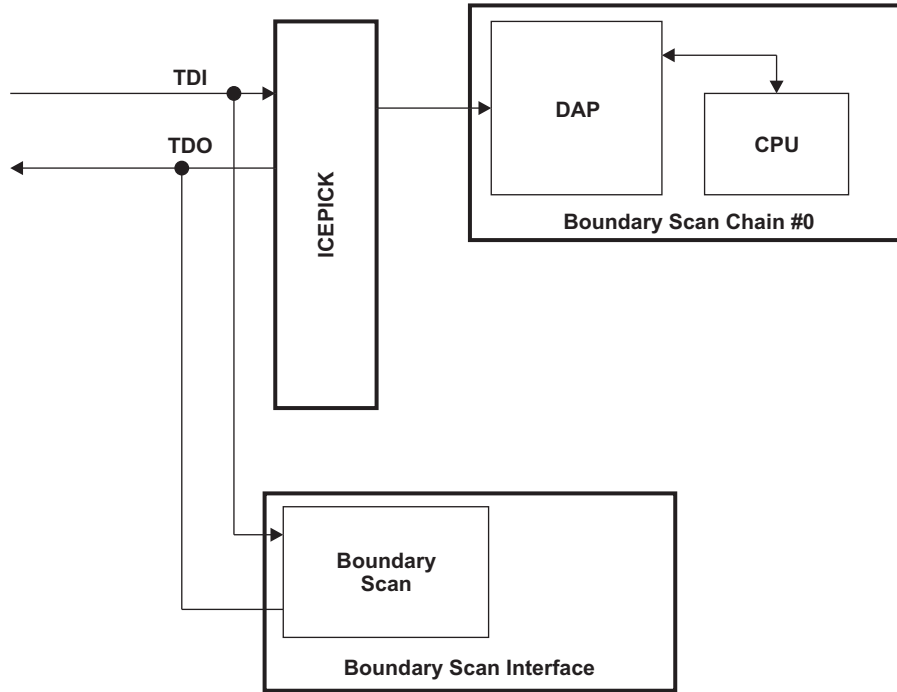 TDI
TDO
ICEPICK
DAP
CPU
Boundary Scan Chain #0
Boundary
Scan
Boundary Scan Interface